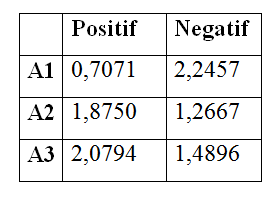 Positif Negatif
A1 0,7071 2,2457
A2 1,8750 1,2667
A3 2,0794 1,4896